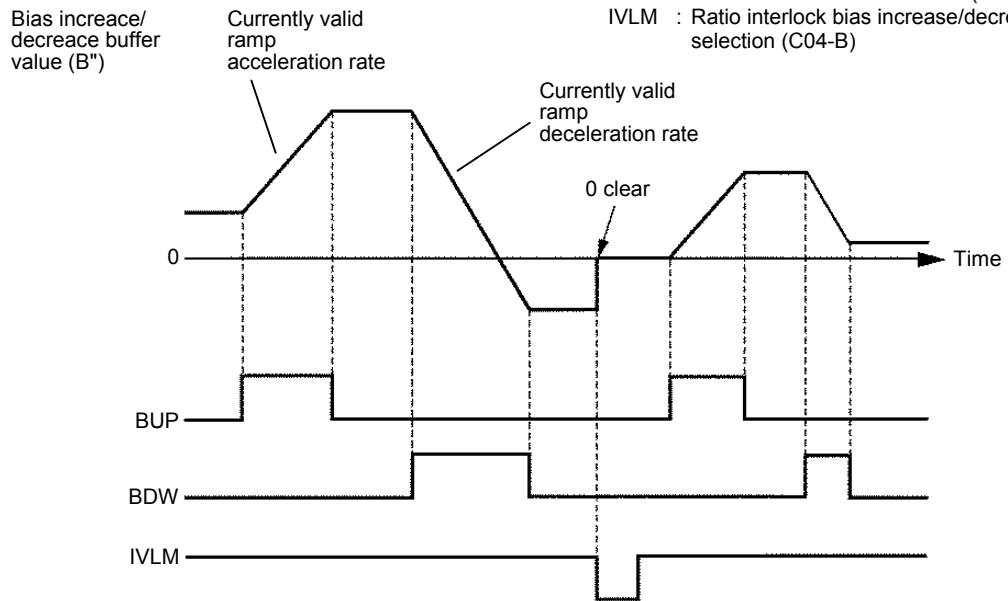 Bias increace/
decreace buffer
value (B")
Currently valid
ramp
acceleration rate
IVLM : Ratio interlock bias increase/decre
selection (C04-B)
Currently valid
ramp
deceleration rate
0 clear
0
Time
BUP
BDW
IVLM